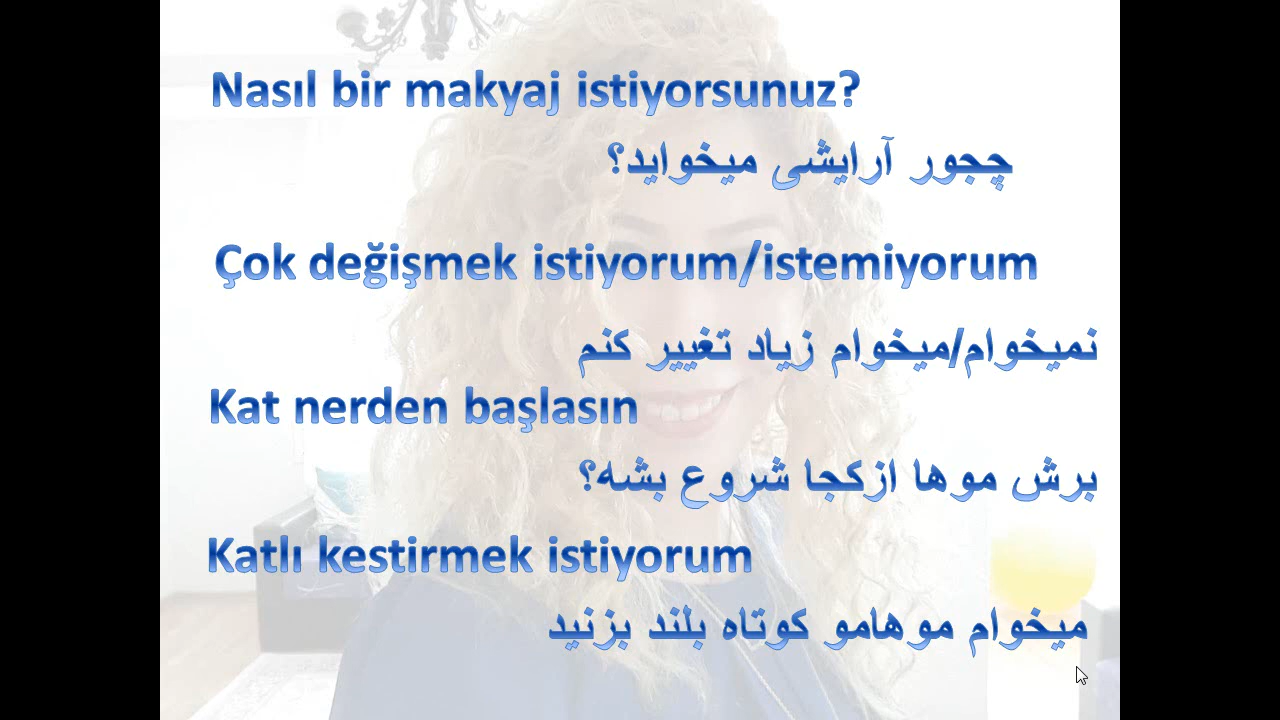 Nasıl bir makyaj istiyorsunuz?
چجور آرایشی میخواید؟
Çok değişmek istiyorum/istemiyorum
نمیخوام/میخوام زیاد تغییر کنم
Kat nerden başlasın
برش موها ازکجا شروع بشه؟
Katlı kestirmek istiyorum
میخوام موهامو کوتاه بلند بزنید